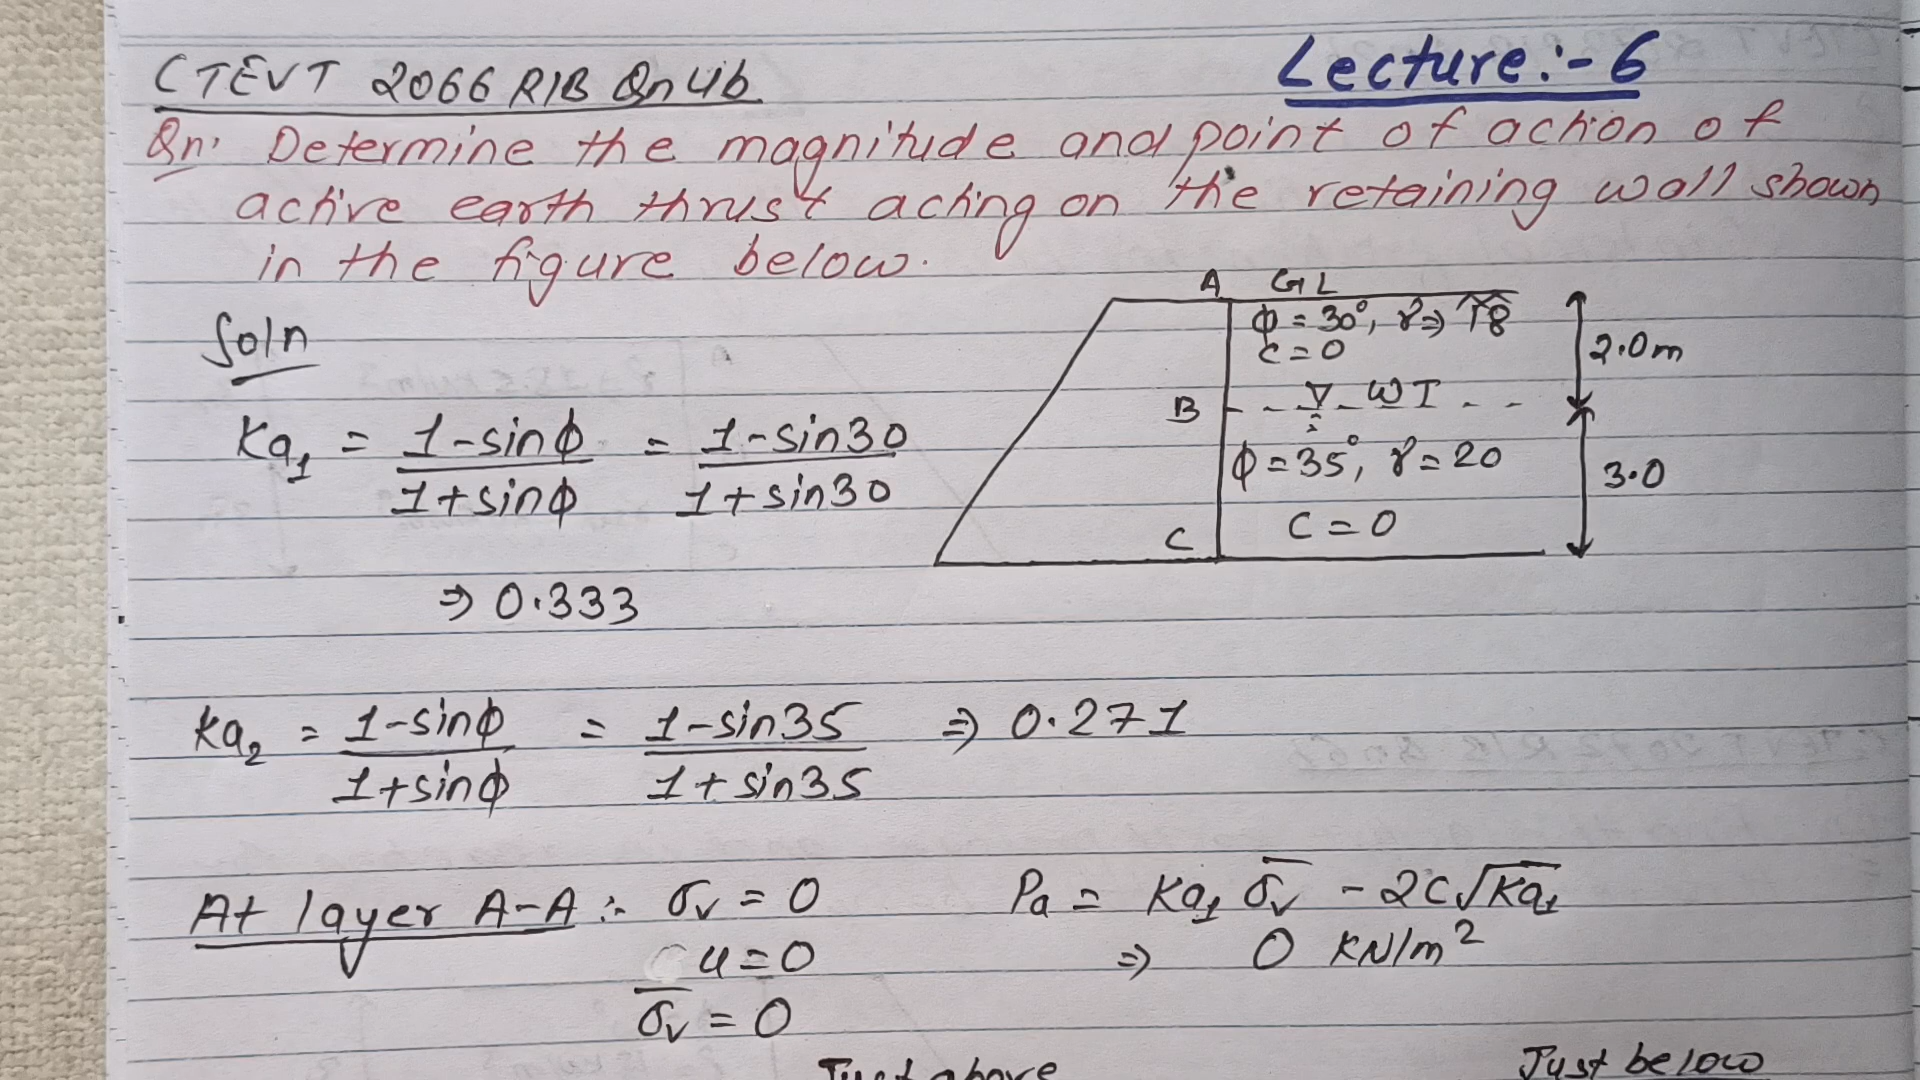 CTEVT 2066 R/B Qn 4b
Lecture:- 6
Qn: Determine the magnitude and point of action of
active earth thrust acting on the retaining wall shown
in the figure below.
A GL
φ = 30°, γ ⇒ 18
C = 0
2.0m
B WT
φ = 35°, γ = 20
3.0
C = 0
C
Soln
Ka₁ = 1-sinφ / 1+sinφ = 1-sin30 / 1+sin30
⇒ 0.333
Ka₂ = 1-sinφ / 1+sinφ = 1-sin35 / 1+sin35 ⇒ 0.271
At layer A-A :- σv = 0 Pa = Ka₁ σ̅v - 2C√Ka₁
u = 0 ⇒ 0 KN/m²
σ̅v = 0
Just above Just below